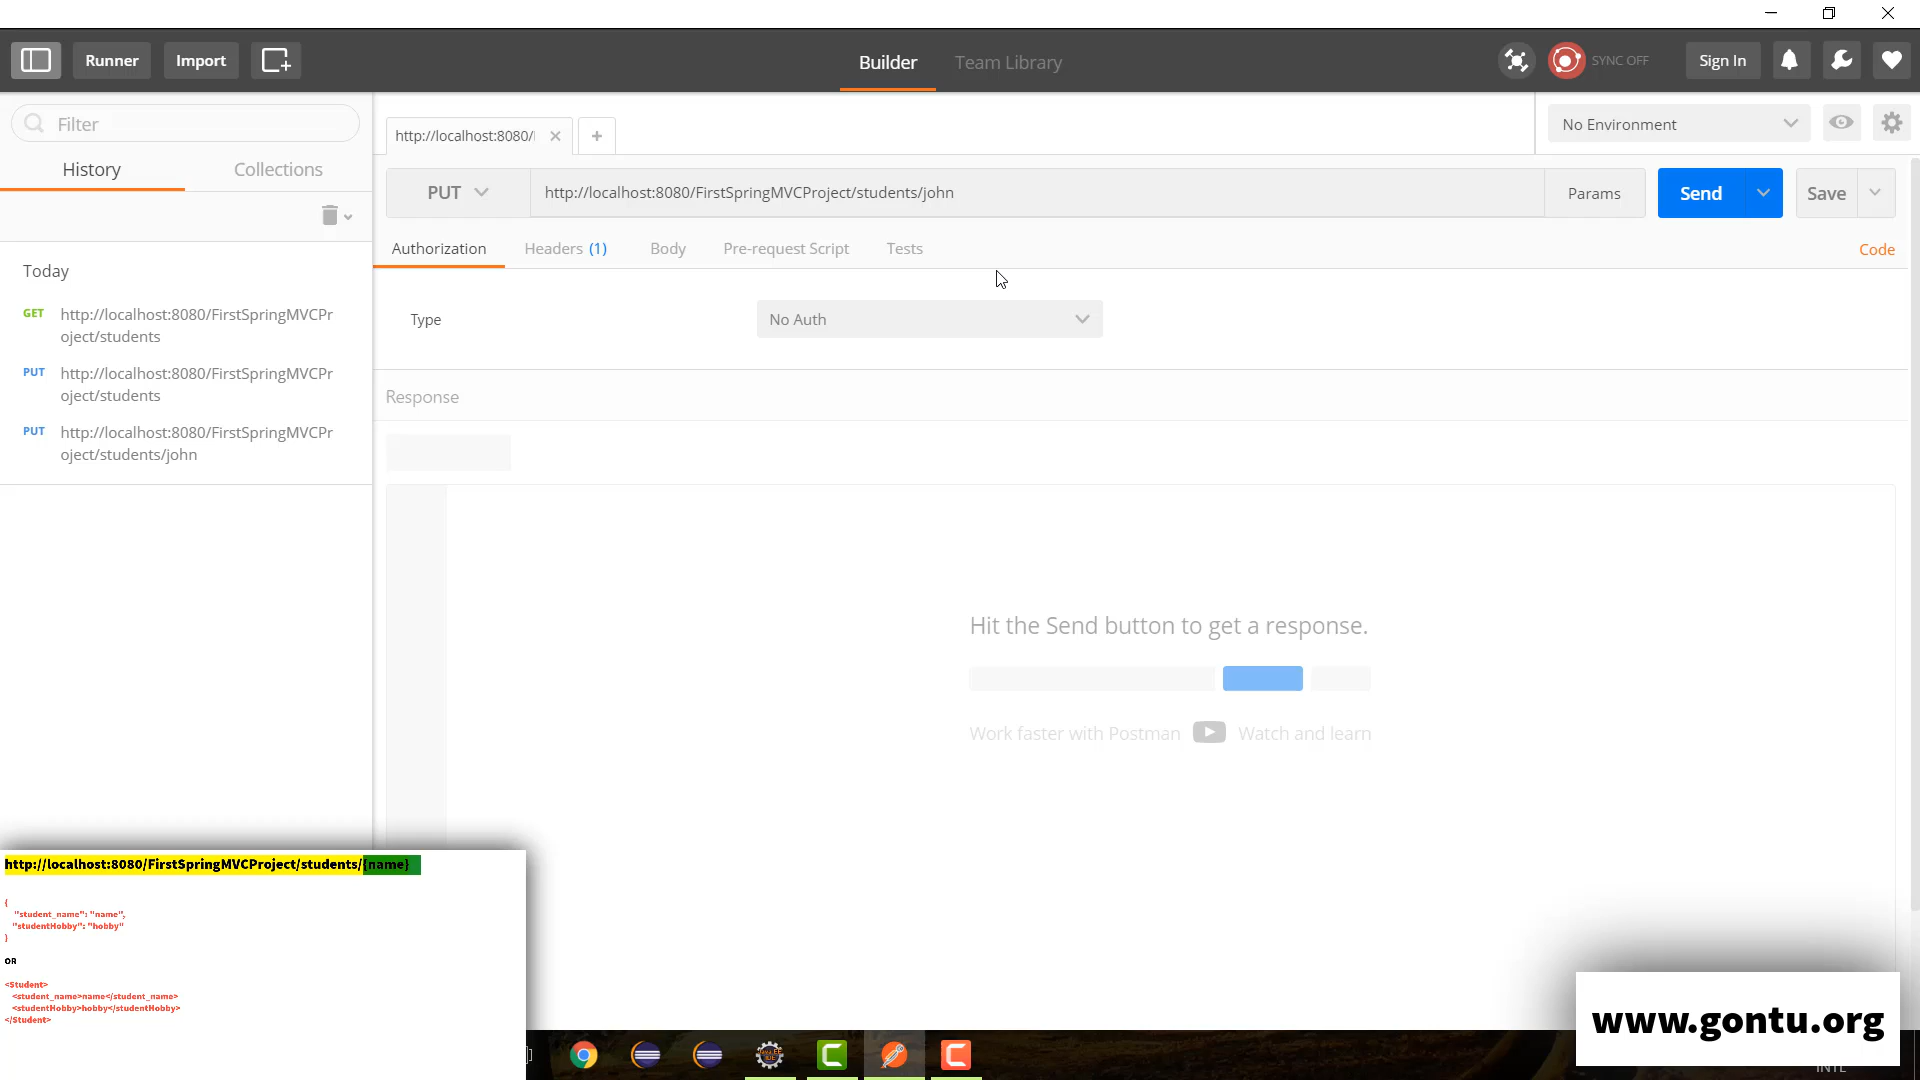 Runner
Import
Builder
Team Library
SYNC OFF
Sign In
Filter
http://localhost:8080/
No Environment
History
Collections
PUT
http://localhost:8080/FirstSpringMVCProject/students/john
Params
Send
Save
Authorization
Headers (1)
Body
Pre-request Script
Tests
Code
Today
Type
No Auth
GET
http://localhost:8080/FirstSpringMVCPr
oject/students
PUT
http://localhost:8080/FirstSpringMVCPr
oject/students
PUT
http://localhost:8080/FirstSpringMVCPr
oject/students/john
Response
Hit the Send button to get a response.
Work faster with Postman
Watch and learn
http://localhost:8080/FirstSpringMVCProject/students/{name}
{
"student_name": "name",
"studentHobby": "hobby"
}
OR
<Student>
<student_name>name</student_name>
<studentHobby>hobby</studentHobby>
</Student>
www.gontu.org